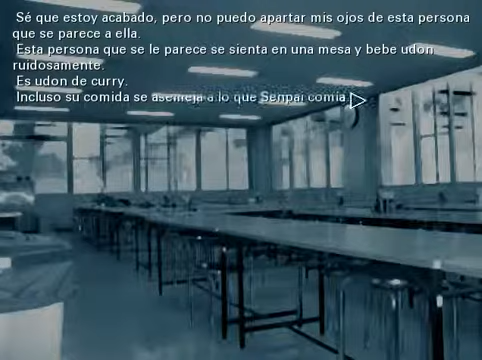 Sé que estoy acabado, pero no puedo apartar mis ojos de esta persona
que se parece a ella.
Esta persona que se le parece se sienta en una mesa y bebe udon
ruidosamente.
Es udon de curry.
Incluso su comida se asemeja a lo que Senpai comía.